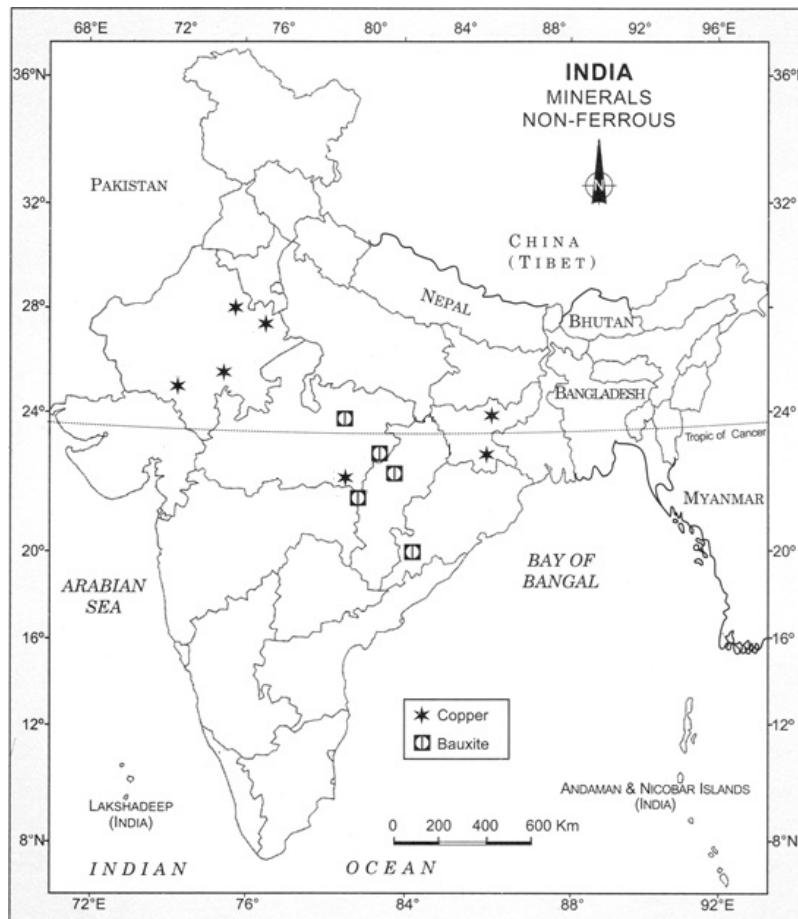 68°E 72° 76° 80° 84° 88° 92° 96°E
INDIA
MINERALS
NON-FERROUS
N
36°N
36°N
PAKISTAN
32°
32°
CHINA
(TIBET)
NEPAL
28°
28°
BHUTAN
BANGLADESH
24°
24°
Tropic of Cancer
MYANMAR
20°
20°
ARABIAN
SEA
BAY OF
BANGAL
16°
16°
Copper
Bauxite
12°
12°
LAKSHADEEP
(INDIA)
ANDAMAN & NICOBAR ISLANDS
(INDIA)
0 200 400 600 Km
8°N
8°N
INDIAN OCEAN
72°E 76° 84° 88° 92°E